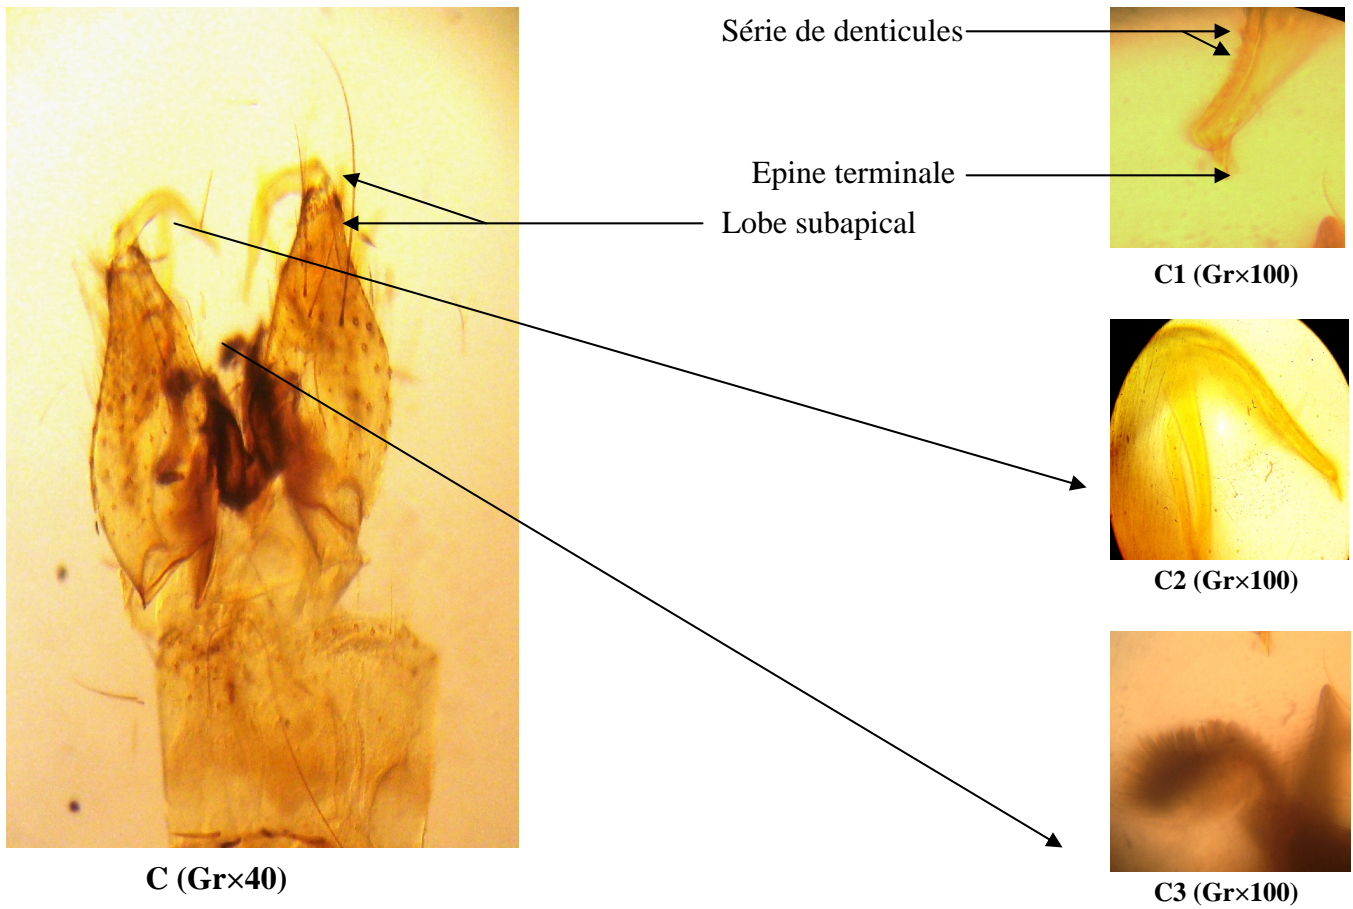 Série de denticules
Epine terminale
Lobe subapical
C1 (Gr×100)
C2 (Gr×100)
C3 (Gr×100)
C (Gr×40)